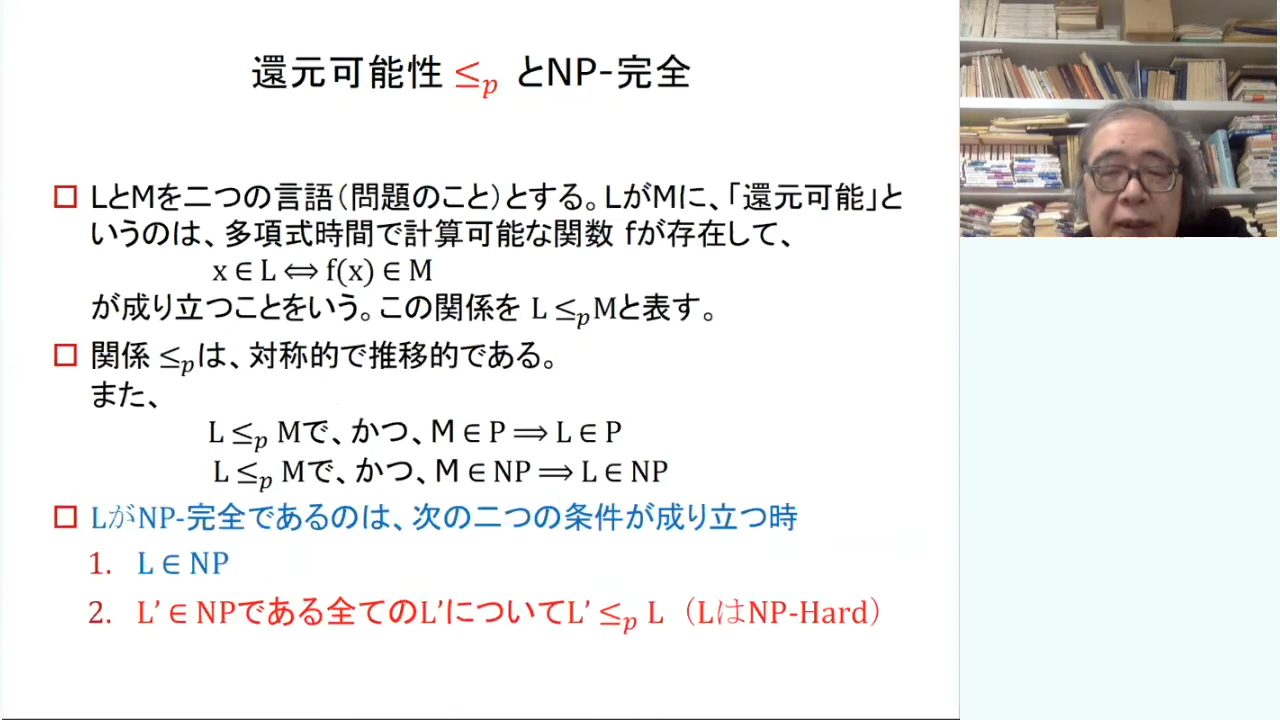 還元可能性 ≤p とNP-完全
LとMを二つの言語（問題のこと）とする。LがMに、「還元可能」と
いうのは、多項式時間で計算可能な関数 fが存在して、
x ∈ L ⟺ f(x) ∈ M
が成り立つことをいう。この関係を L ≤pMと表す。
関係 ≤pは、対称的で推移的である。
また、
L ≤p Mで、かつ、M ∈ P ⟹ L ∈ P
L ≤p Mで、かつ、M ∈ NP ⟹ L ∈ NP
LがNP-完全であるのは、次の二つの条件が成り立つ時
1. L ∈ NP
2. L’ ∈ NPである全てのL’についてL’ ≤p L （LはNP-Hard）